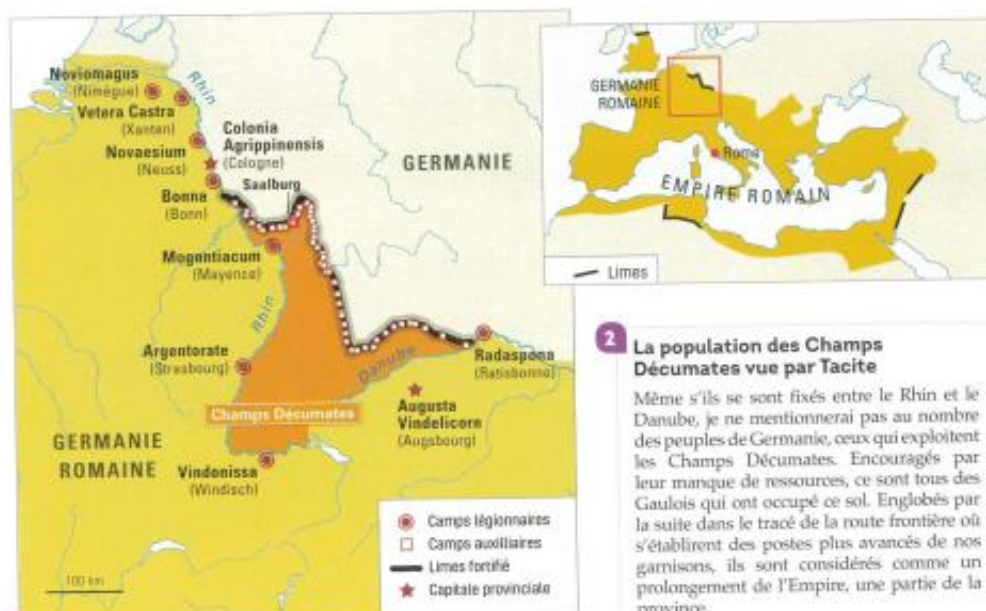 Noviomagus
(Nimègue)
Vetera Castra
(Xanten)
Novaesium
(Neuss)
Bonna
(Bonn)
Rhin
Colonia
Agrippinensis
(Cologne)
Saalburg
GERMANIE
Mogontiacum
(Mayence)
Rhin
Argentorate
(Strasbourg)
Danube
Radaspona
(Ratisbonne)
Champs Décumates
Augusta
Vindelicorn
(Augsbourg)
GERMANIE
ROMAINE
Vindonissa
(Windisch)
100 km
Camps légionnaires
Camps auxilliaires
Limes fortifié
Capitale provinciale
GERMANIE
ROMAINE
Rome
EMPIRE ROMAIN
Limes
2
La population des Champs
Décumates vue par Tacite
Même s'ils se sont fixés entre le Rhin et le
Danube, je ne mentionnerai pas au nombre
des peuples de Germanie, ceux qui exploitent
les Champs Décumates. Encouragés par
leur manque de ressources, ce sont tous des
Gaulois qui ont occupé ce sol. Englobés par
la suite dans le tracé de la route frontière où
s'établirent des postes plus avancés de nos
garnisons, ils sont considérés comme un
prolongement de l'Empire, une partie de la
province